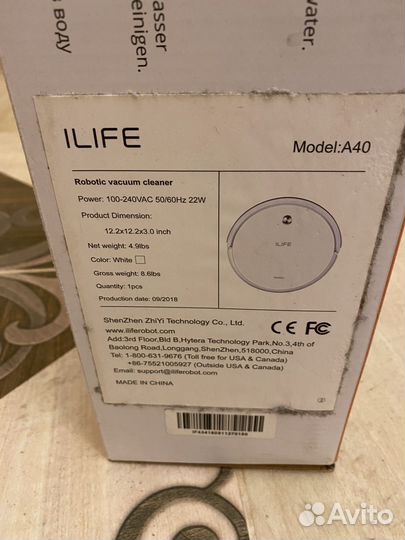 в воду
asser
einigen.
vater.
ILIFE
Model:A40
Robotic vacuum cleaner
Power: 100-240VAC 50/60Hz 22W
Product Dimension:
12.2x12.2x3.0 inch
Net weight: 4.9lbs
Color: White
Gross weight: 8.6lbs
Quantity: 1pcs
Production date: 09/2018
ILIFE
ShenZhen ZhiYi Technology Co., Ltd.
www.iliferobot.com
Add:3rd Floor,Bld B,Hytera Technology Park,No.3,4th of
Baolong Road,Longgang,ShenZhen,518000,China
Tel: 1-800-631-9676 (Toll free for USA & Canada)
+86-75521005927 (Outside USA & Canada)
Email: support@iliferobot.com
MADE IN CHINA
CE FC
Avito